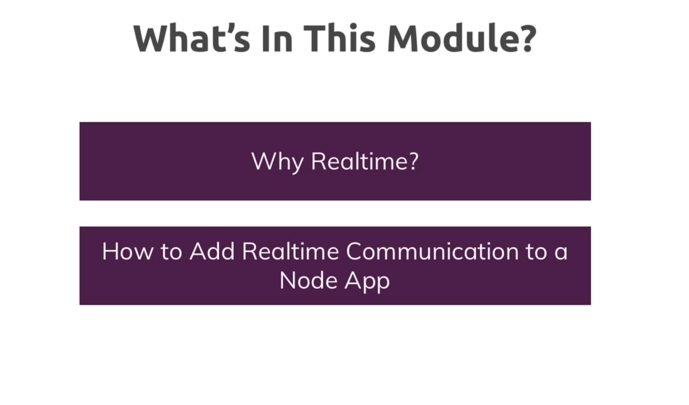 What’s In This Module?
Why Realtime?
How to Add Realtime Communication to a
Node App